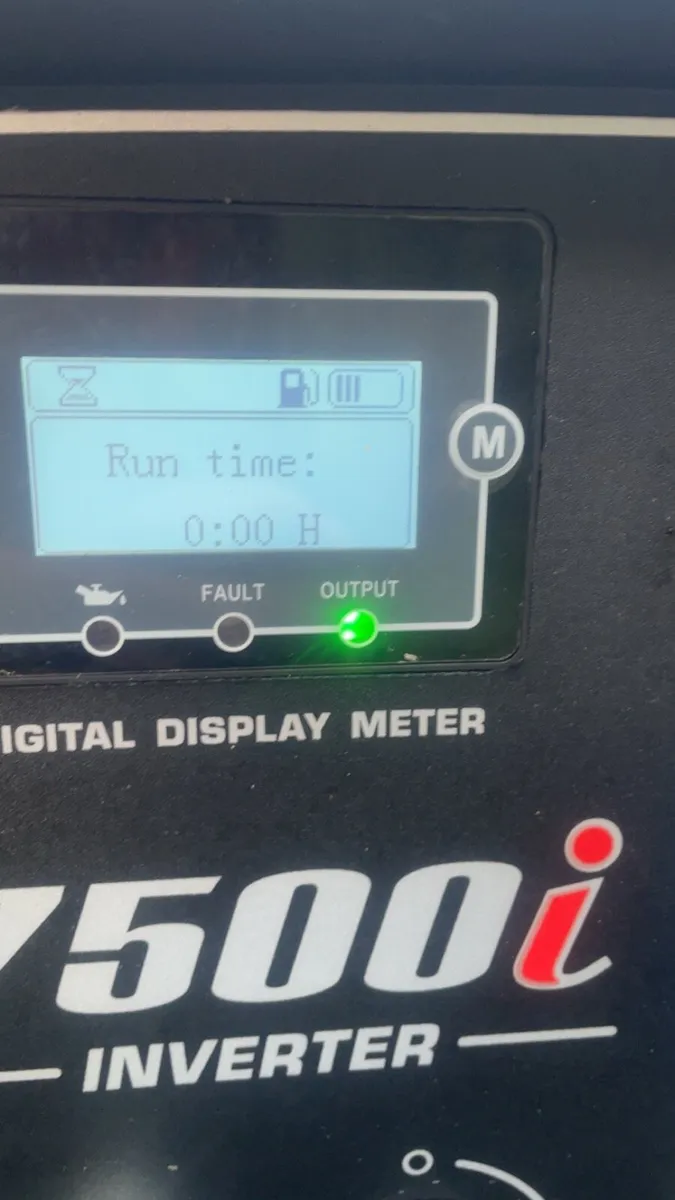 Run time:
0:00 H
M
FAULT OUTPUT
IGITAL DISPLAY METER
7500i
INVERTER